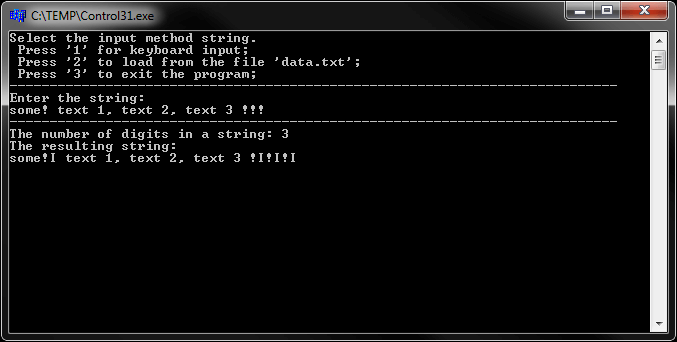 C:\TEMP\Control31.exe
Select the input method string.
Press '1' for keyboard input;
Press '2' to load from the file 'data.txt';
Press '3' to exit the program;
Enter the string:
some! text 1, text 2, text 3 !!!
The number of digits in a string: 3
The resulting string:
some!I text 1, text 2, text 3 !I!I!I